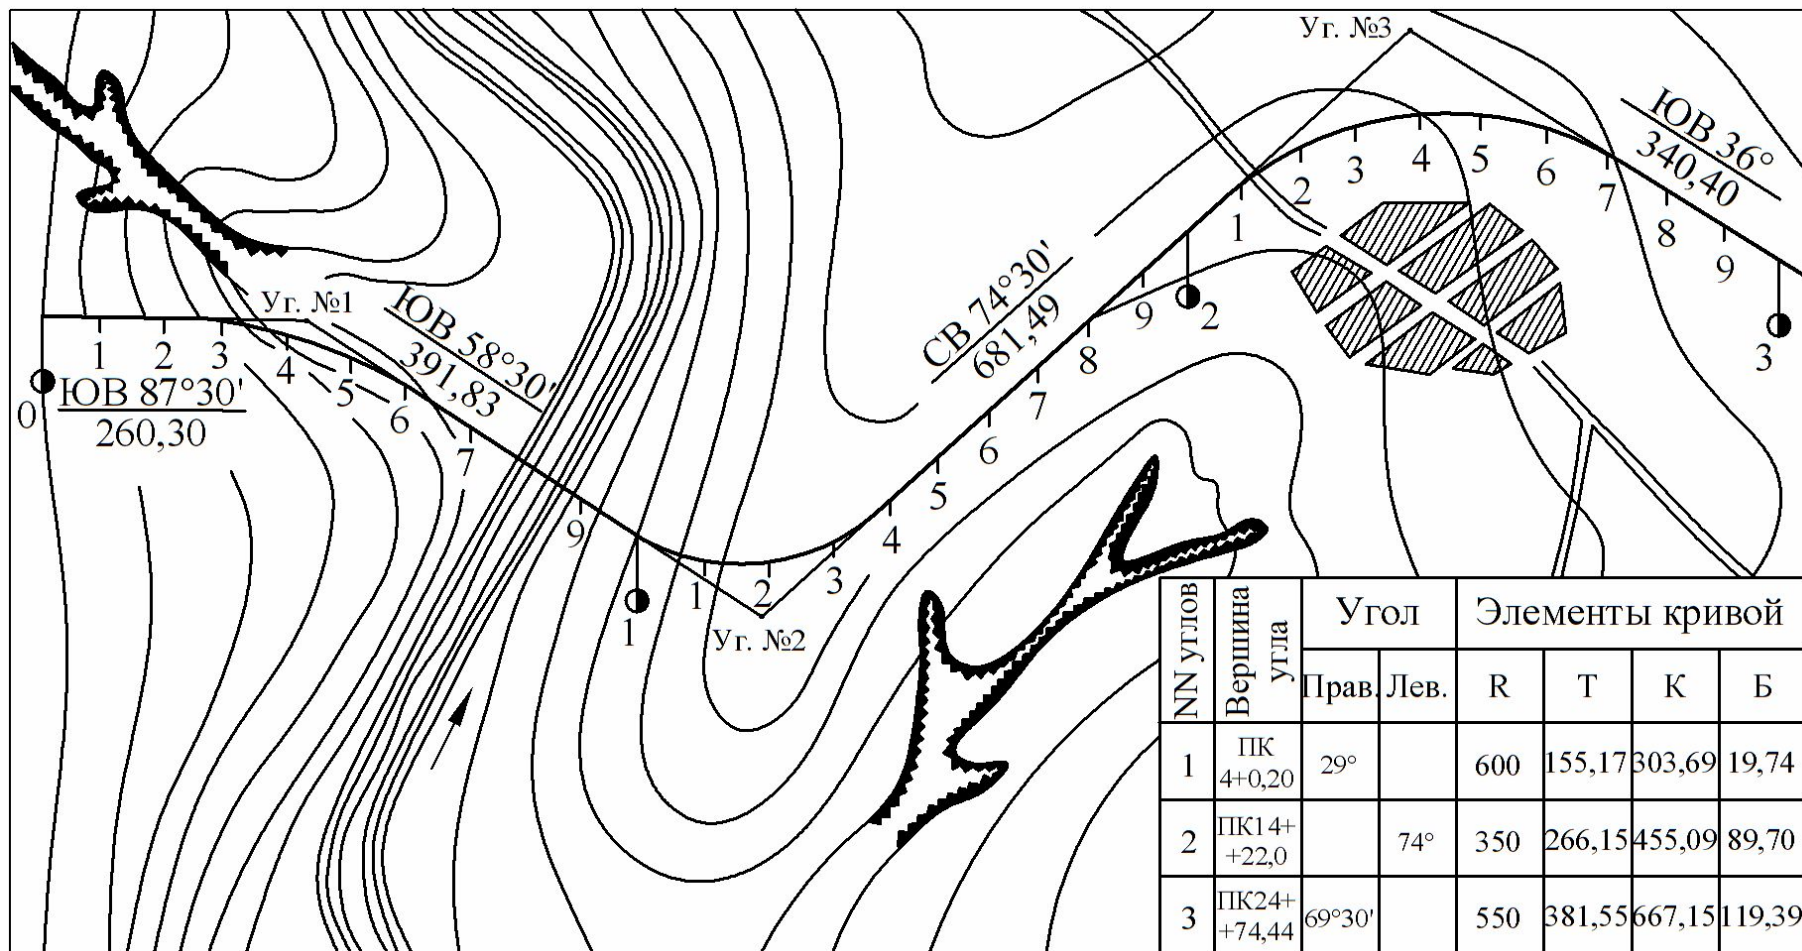 Уг. №3
ЮВ 36°
340,40
2
3
4
5
6
7
8
9
3
1
2
9
8
7
6
5
4
3
СВ 74°30'
681,49
Уг. №1
ЮВ 58°30'
391,83
1
2
3
4
5
6
7
9
0
ЮВ 87°30'
260,30
1
1
2
Уг. №2
NN углов
Вершина угла
Угол
Элементы кривой
Прав. Лев. R Т К Б
1 ПК 4+0,20 29° 600 155,17 303,69 19,74
2 ПК14+ +22,0 74° 350 266,15 455,09 89,70
3 ПК24+ +74,44 69°30' 550 381,55 667,15 119,39